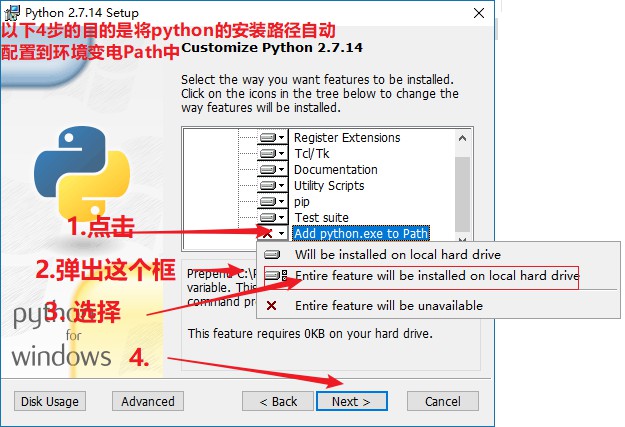 Python 2.7.14 Setup
以下4步的目的是将python的安装路径自动
配置到环境变电Path中
Customize Python 2.7.14
Select the way you want features to be installed.
Click on the icons in the tree below to change the
way features will be installed.
Register Extensions
Tcl/Tk
Documentation
Utility Scripts
pip
Test suite
Add python.exe to Path
1.点击
Will be installed on local hard drive
Entire feature will be installed on local hard drive
Entire feature will be unavailable
2.弹出这个框
3. 选择
Prepend C:\
variable. This
command pr
This feature requires 0KB on your hard drive.
python
for
windows
4.
Disk Usage
Advanced
< Back
Next >
Cancel